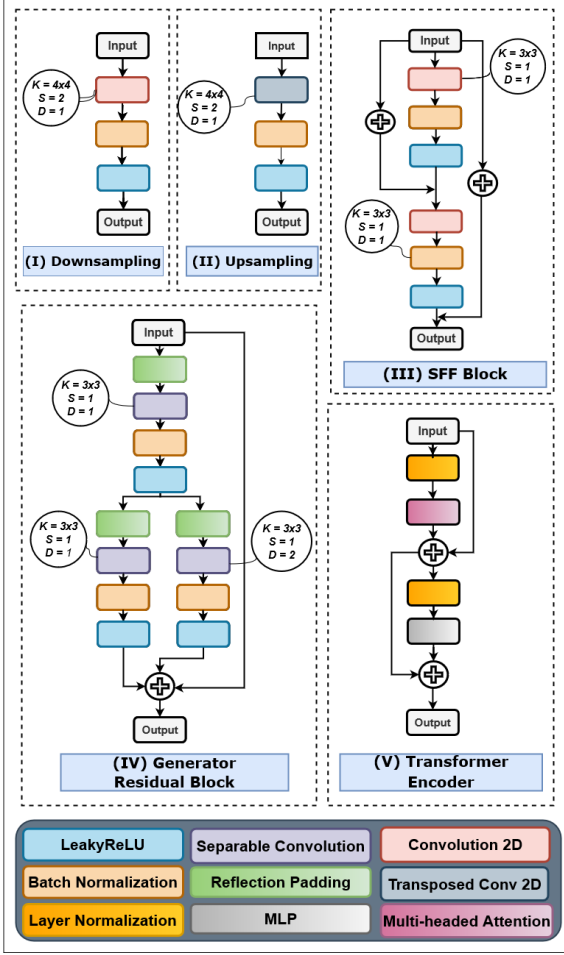 Input
K = 4x4
S = 2
D = 1
Output
(I) Downsampling
Input
K = 4x4
S = 2
D = 1
Output
(II) Upsampling
Input
K = 3x3
S = 1
D = 1
K = 3x3
S = 1
D = 1
Output
(III) SFF Block
Input
K = 3x3
S = 1
D = 1
K = 3x3
S = 1
D = 1
K = 3x3
S = 1
D = 2
Output
(IV) Generator
Residual Block
Input
Output
(V) Transformer
Encoder
LeakyReLU
Separable Convolution
Convolution 2D
Batch Normalization
Reflection Padding
Transposed Conv 2D
Layer Normalization
MLP
Multi-headed Attention